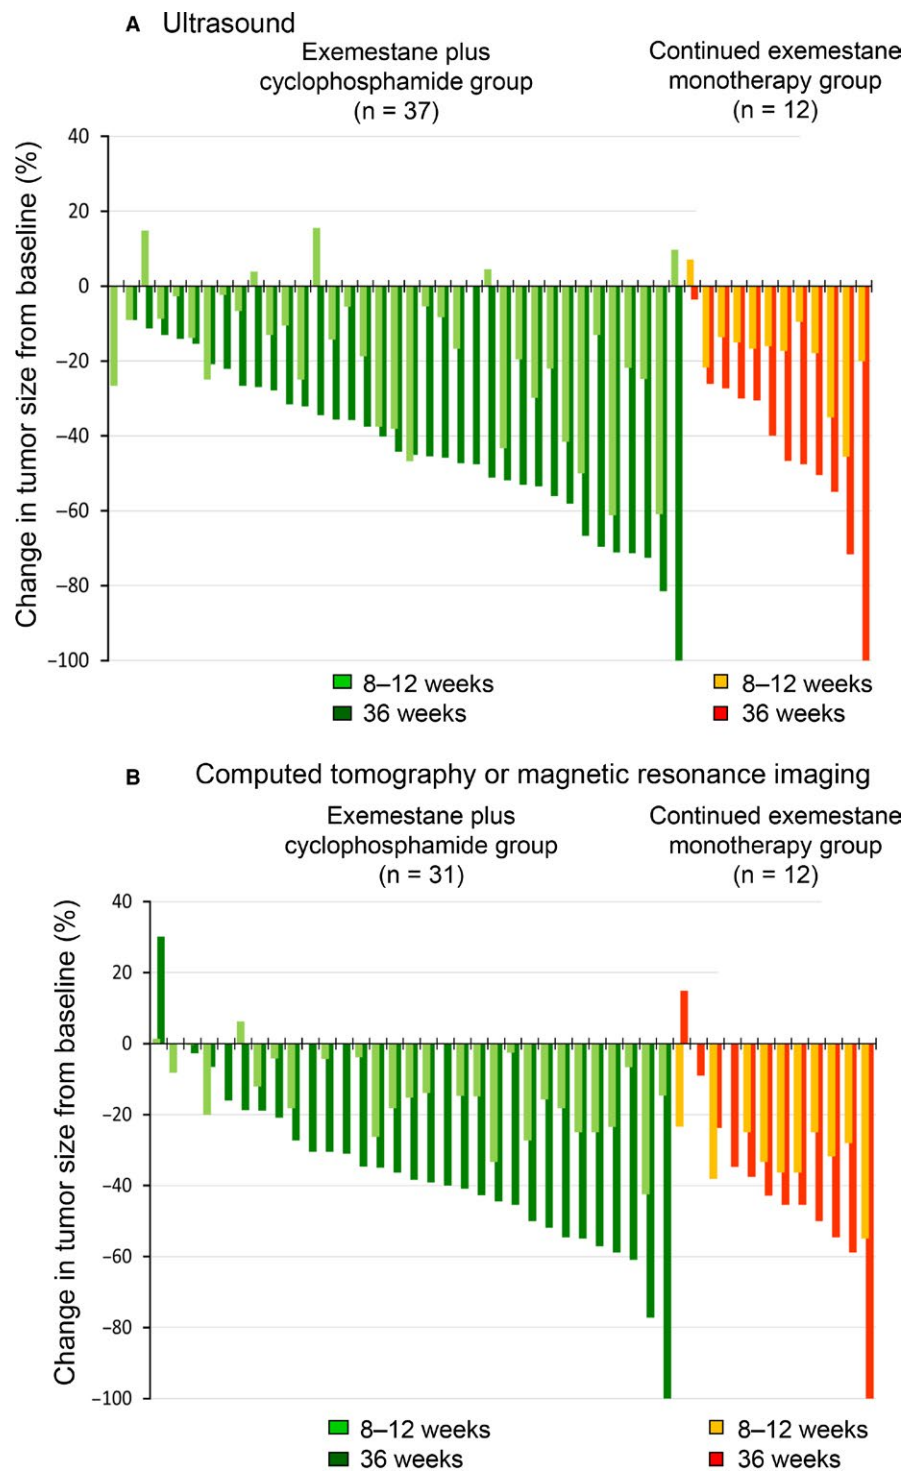 A Ultrasound
Exemestane plus
cyclophosphamide group
(n = 37)
Continued exemestane
monotherapy group
(n = 12)
Change in tumor size from baseline (%)
40
20
0
−20
−40
−60
−80
−100
8–12 weeks
36 weeks
8–12 weeks
36 weeks
B Computed tomography or magnetic resonance imaging
Exemestane plus
cyclophosphamide group
(n = 31)
Continued exemestane
monotherapy group
(n = 12)
Change in tumor size from baseline (%)
40
20
0
−20
−40
−60
−80
−100
8–12 weeks
36 weeks
8–12 weeks
36 weeks